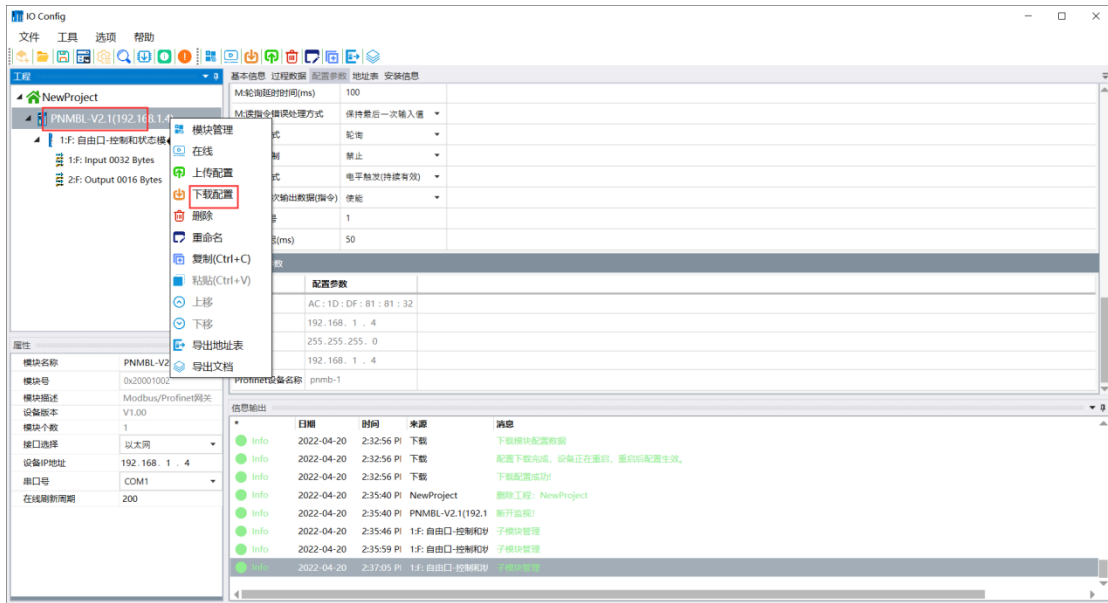 IO Config
文件 工具 选项 帮助
工程
NewProject
PNMBL-V2.1(192.168.1.4)
1:F: 自由口-控制和状态模
1:F: Input 0032 Bytes
2:F: Output 0016 Bytes
模块管理
在线
上传配置
下载配置
删除
重命名
复制(Ctrl+C)
粘贴(Ctrl+V)
上移
下移
导出地址表
导出文档
属性
模块名称 PNMBL-V2
模块号 0x20001002
模块描述 Modbus/Profinet网关
设备版本 V1.00
模块个数 1
接口选择 以太网
设备IP地址 192.168. 1 . 4
串口号 COM1
在线刷新周期 200
基本信息 过程数据 配置参数 地址表 安装信息
M:轮询延时时间(ms) 100
M:读指令错误处理方式 保持最后一次输入值
式 轮询
制 禁止
式 电平触发(持续有效)
次输出数据(指令) 使能
号 1
(ms) 50
数
配置参数
AC : 1D : DF : 81 : 81 : 32
192.168. 1 . 4
255.255.255. 0
192.168. 1 . 4
Profinet设备名称 pnmb-1
信息输出
* 日期 时间 来源 消息
Info 2022-04-20 2:32:56 PI 下载 下载模块配置数据
Info 2022-04-20 2:32:56 PI 下载 配置下载完成，设备正在重启，重启后配置生效。
Info 2022-04-20 2:32:56 PI 下载 下载配置成功!
Info 2022-04-20 2:35:40 PI NewProject 删除工程：NewProject
Info 2022-04-20 2:35:40 PI PNMBL-V2.1(192.1 断开监视!
Info 2022-04-20 2:35:46 PI 1:F: 自由口-控制和状 子模块管理
Info 2022-04-20 2:35:59 PI 1:F: 自由口-控制和状 子模块管理
Info 2022-04-20 2:37:05 PI 1:F: 自由口-控制和状 子模块管理